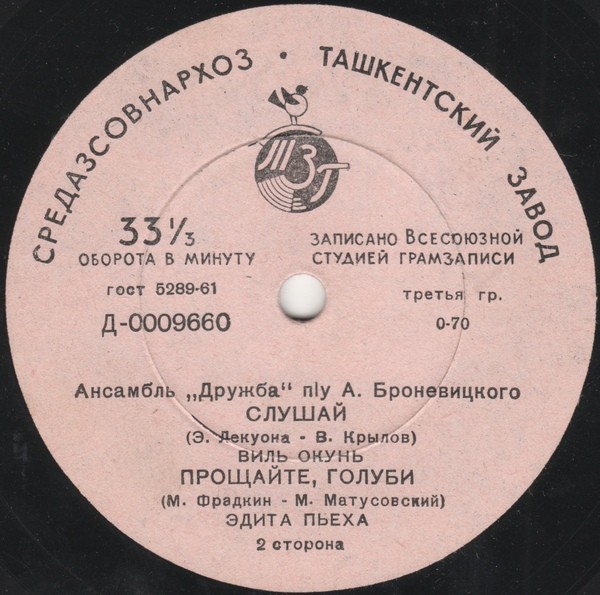 СРЕДАЗСОВНАРХОЗ • ТАШКЕНТСКИЙ ЗАВОД
ТЗГ
33⅓
ОБОРОТА В МИНУТУ
ЗАПИСАНО ВСЕСОЮЗНОЙ
СТУДИЕЙ ГРАМЗАПИСИ
ГОСТ 5289-61
третья гр.
Д-0009660
0-70
Ансамбль „Дружба“ п/у А. Броневицкого
СЛУШАЙ
(Э. Лекуона - В. Крылов)
ВИЛЬ ОКУНЬ
ПРОЩАЙТЕ, ГОЛУБИ
(М. Фрадкин - М. Матусовский)
ЭДИТА ПЬЕХА
2 сторона